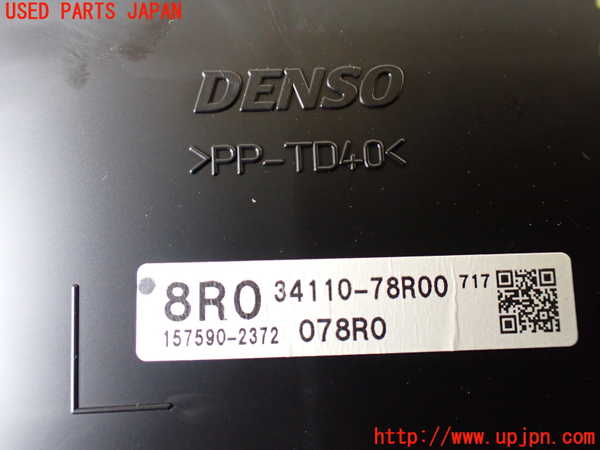 USED PARTS JAPAN
DENSO
>PP-TD40<
8R0 34110-78R00 717
157590-2372 078R0
http://www.upjpn.com/